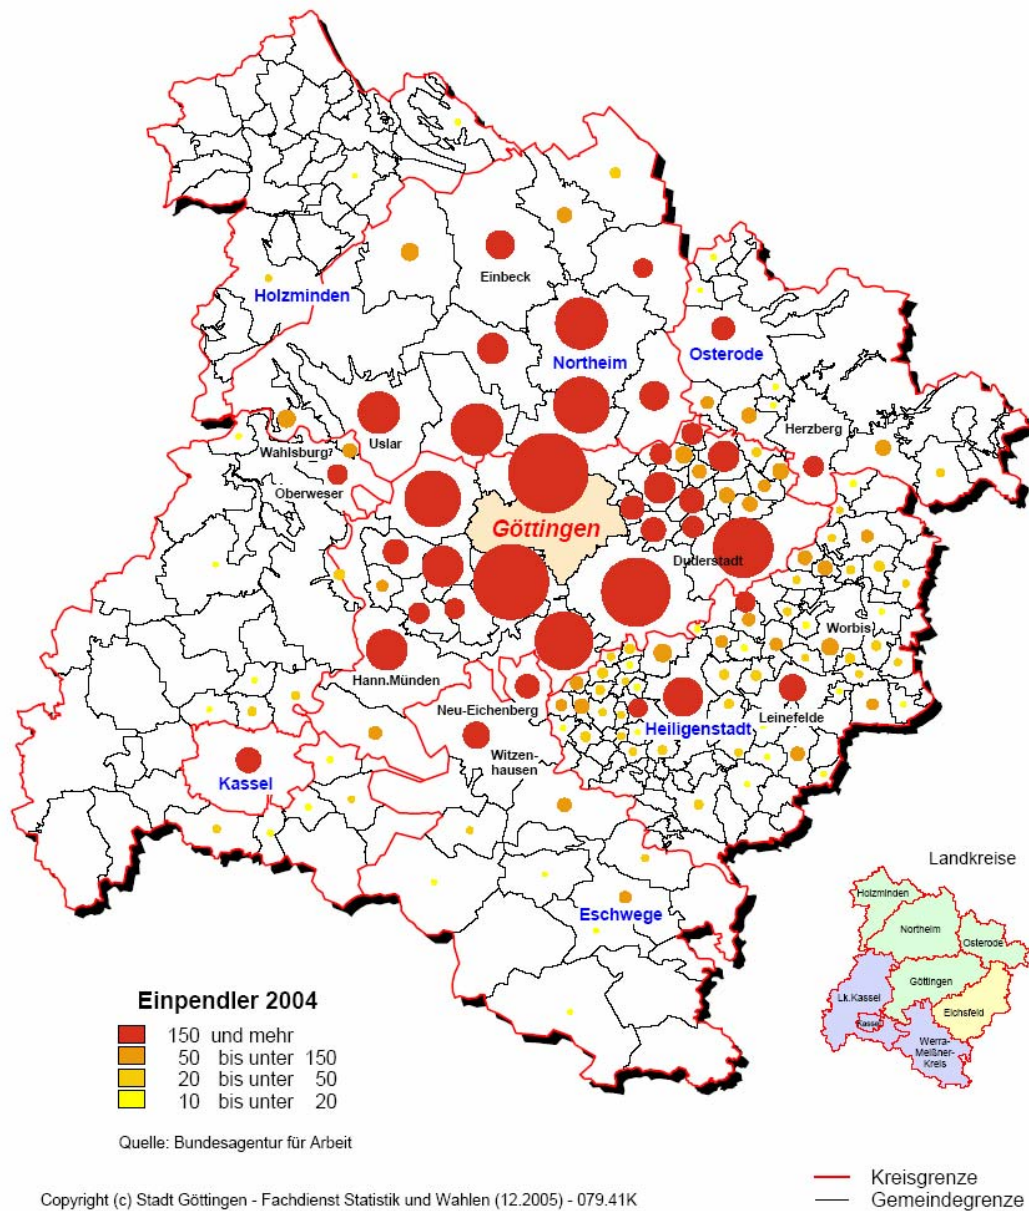 Einbeck
Holzminden
Northeim
Osterode
Herzberg
Uslar
Wahlsburg
Oberweser
Göttingen
Duderstadt
Worbis
Hann.Münden
Neu-Eichenberg
Heiligenstadt
Leinefelde
Witzen-
hausen
Kassel
Eschwege
Landkreise
Holzminden
Northeim
Osterode
Göttingen
Lk.Kassel
Eichsfeld
Kassel
Werra-
Meißner-
Kreis
Einpendler 2004
150 und mehr
50 bis unter 150
20 bis unter 50
10 bis unter 20
Quelle: Bundesagentur für Arbeit
Kreisgrenze
Copyright (c) Stadt Göttingen - Fachdienst Statistik und Wahlen (12.2005) - 079.41K
Gemeindegrenze